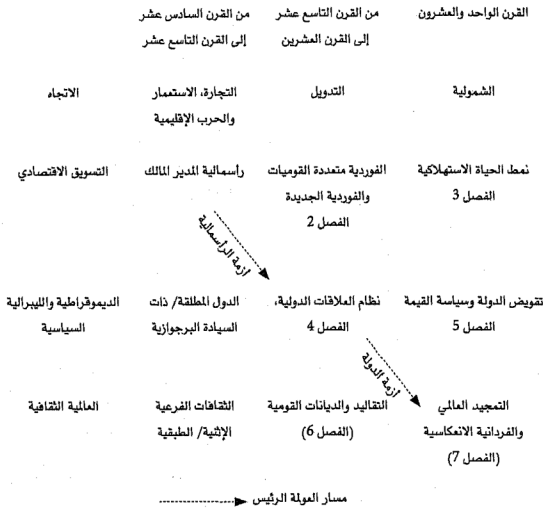 القرن الواحد والعشرون
من القرن التاسع عشر
إلى القرن العشرين
من القرن السادس عشر
إلى القرن التاسع عشر
الشمولية
التدويل
التجارة، الاستعمار
والحرب الإقليمية
الاتجاه
نمط الحياة الاستهلاكية
الفصل 3
الفوردية متعددة القوميات
والفوردية الجديدة
الفصل 2
رأسمالية المدير المالك
التسويق الاقتصادي
أزمة الرأسمالية
تقويض الدولة وسياسة القيمة
الفصل 5
نظام العلاقات الدولية،
الفصل 4
الدول المطلقة/ ذات
السيادة البرجوازية
الديموقراطية والليبرالية
السياسية
أزمة الدولة
التمجيد العالمي
والفردانية الانعكاسية
(الفصل 7)
التقاليد والديانات القومية
(الفصل 6)
الثقافات الفرعية
الإثنية/ الطبقية
العالمية الثقافية
مسار العولمة الرئيس